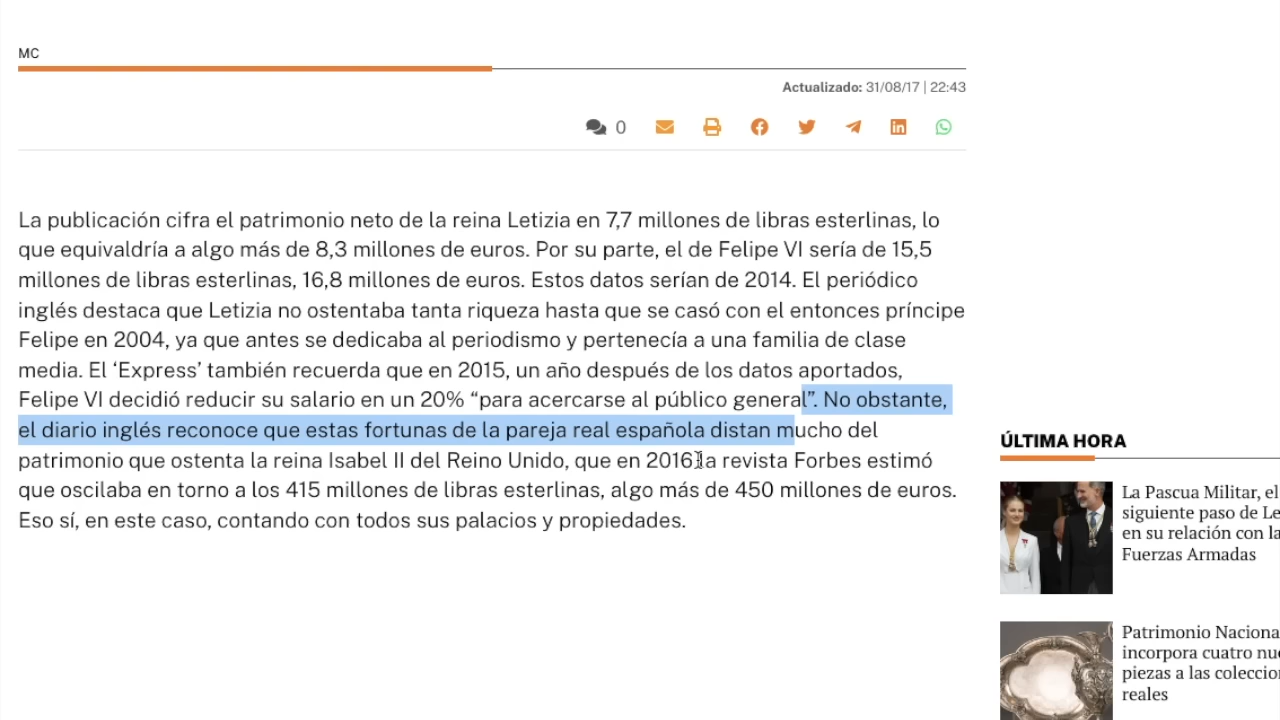 MC
Actualizado: 31/08/17 | 22:43
0
La publicación cifra el patrimonio neto de la reina Letizia en 7,7 millones de libras esterlinas, lo
que equivaldría a algo más de 8,3 millones de euros. Por su parte, el de Felipe VI sería de 15,5
millones de libras esterlinas, 16,8 millones de euros. Estos datos serían de 2014. El periódico
inglés destaca que Letizia no ostentaba tanta riqueza hasta que se casó con el entonces príncipe
Felipe en 2004, ya que antes se dedicaba al periodismo y pertenecía a una familia de clase
media. El ‘Express’ también recuerda que en 2015, un año después de los datos aportados,
Felipe VI decidió reducir su salario en un 20% “para acercarse al público general”. No obstante,
el diario inglés reconoce que estas fortunas de la pareja real española distan mucho del
patrimonio que ostenta la reina Isabel II del Reino Unido, que en 2016 la revista Forbes estimó
que oscilaba en torno a los 415 millones de libras esterlinas, algo más de 450 millones de euros.
Eso sí, en este caso, contando con todos sus palacios y propiedades.
ÚLTIMA HORA
La Pascua Militar, el
siguiente paso de Le
en su relación con la
Fuerzas Armadas
Patrimonio Naciona
incorpora cuatro nue
piezas a las coleccion
reales